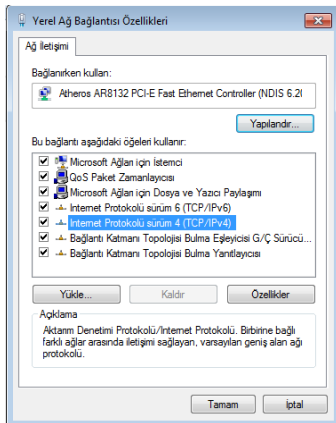 Yerel Ağ Bağlantısı Özellikleri
Ağ İletişimi
Bağlanırken kullan:
Atheros AR8132 PCI-E Fast Ethernet Controller (NDIS 6.20
Yapılandır...
Bu bağlantı aşağıdaki öğeleri kullanır:
Microsoft Ağları için İstemci
QoS Paket Zamanlayıcısı
Microsoft Ağları için Dosya ve Yazıcı Paylaşımı
Internet Protokolü sürüm 6 (TCP/IPv6)
Internet Protokolü sürüm 4 (TCP/IPv4)
Bağlantı Katmanı Topolojisi Bulma Eşleyicisi G/Ç Sürücü...
Bağlantı Katmanı Topolojisi Bulma Yanıtlayıcısı
Yükle... Kaldır Özellikler
Açıklama
Aktarım Denetimi Protokolü/Internet Protokolü. Birbirine bağlı
farklı ağlar arasında iletişimi sağlayan, varsayılan geniş alan ağı
protokolü.
Tamam İptal